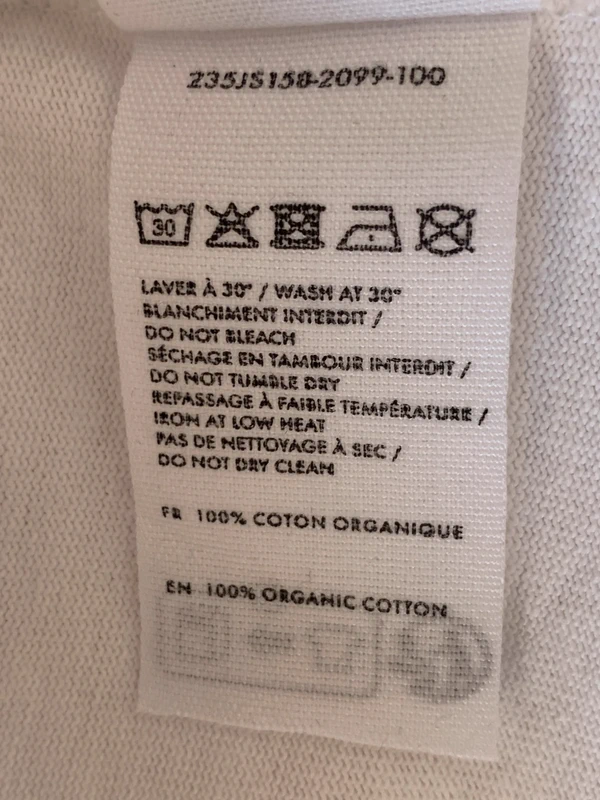 235JS158-2099-100
30
LAVER À 30° / WASH AT 30°
BLANCHIMENT INTERDIT /
DO NOT BLEACH
SÉCHAGE EN TAMBOUR INTERDIT /
DO NOT TUMBLE DRY
REPASSAGE À FAIBLE TEMPÉRATURE /
IRON AT LOW HEAT
PAS DE NETTOYAGE À SEC /
DO NOT DRY CLEAN
FR 100% COTON ORGANIQUE
EN 100% ORGANIC COTTON